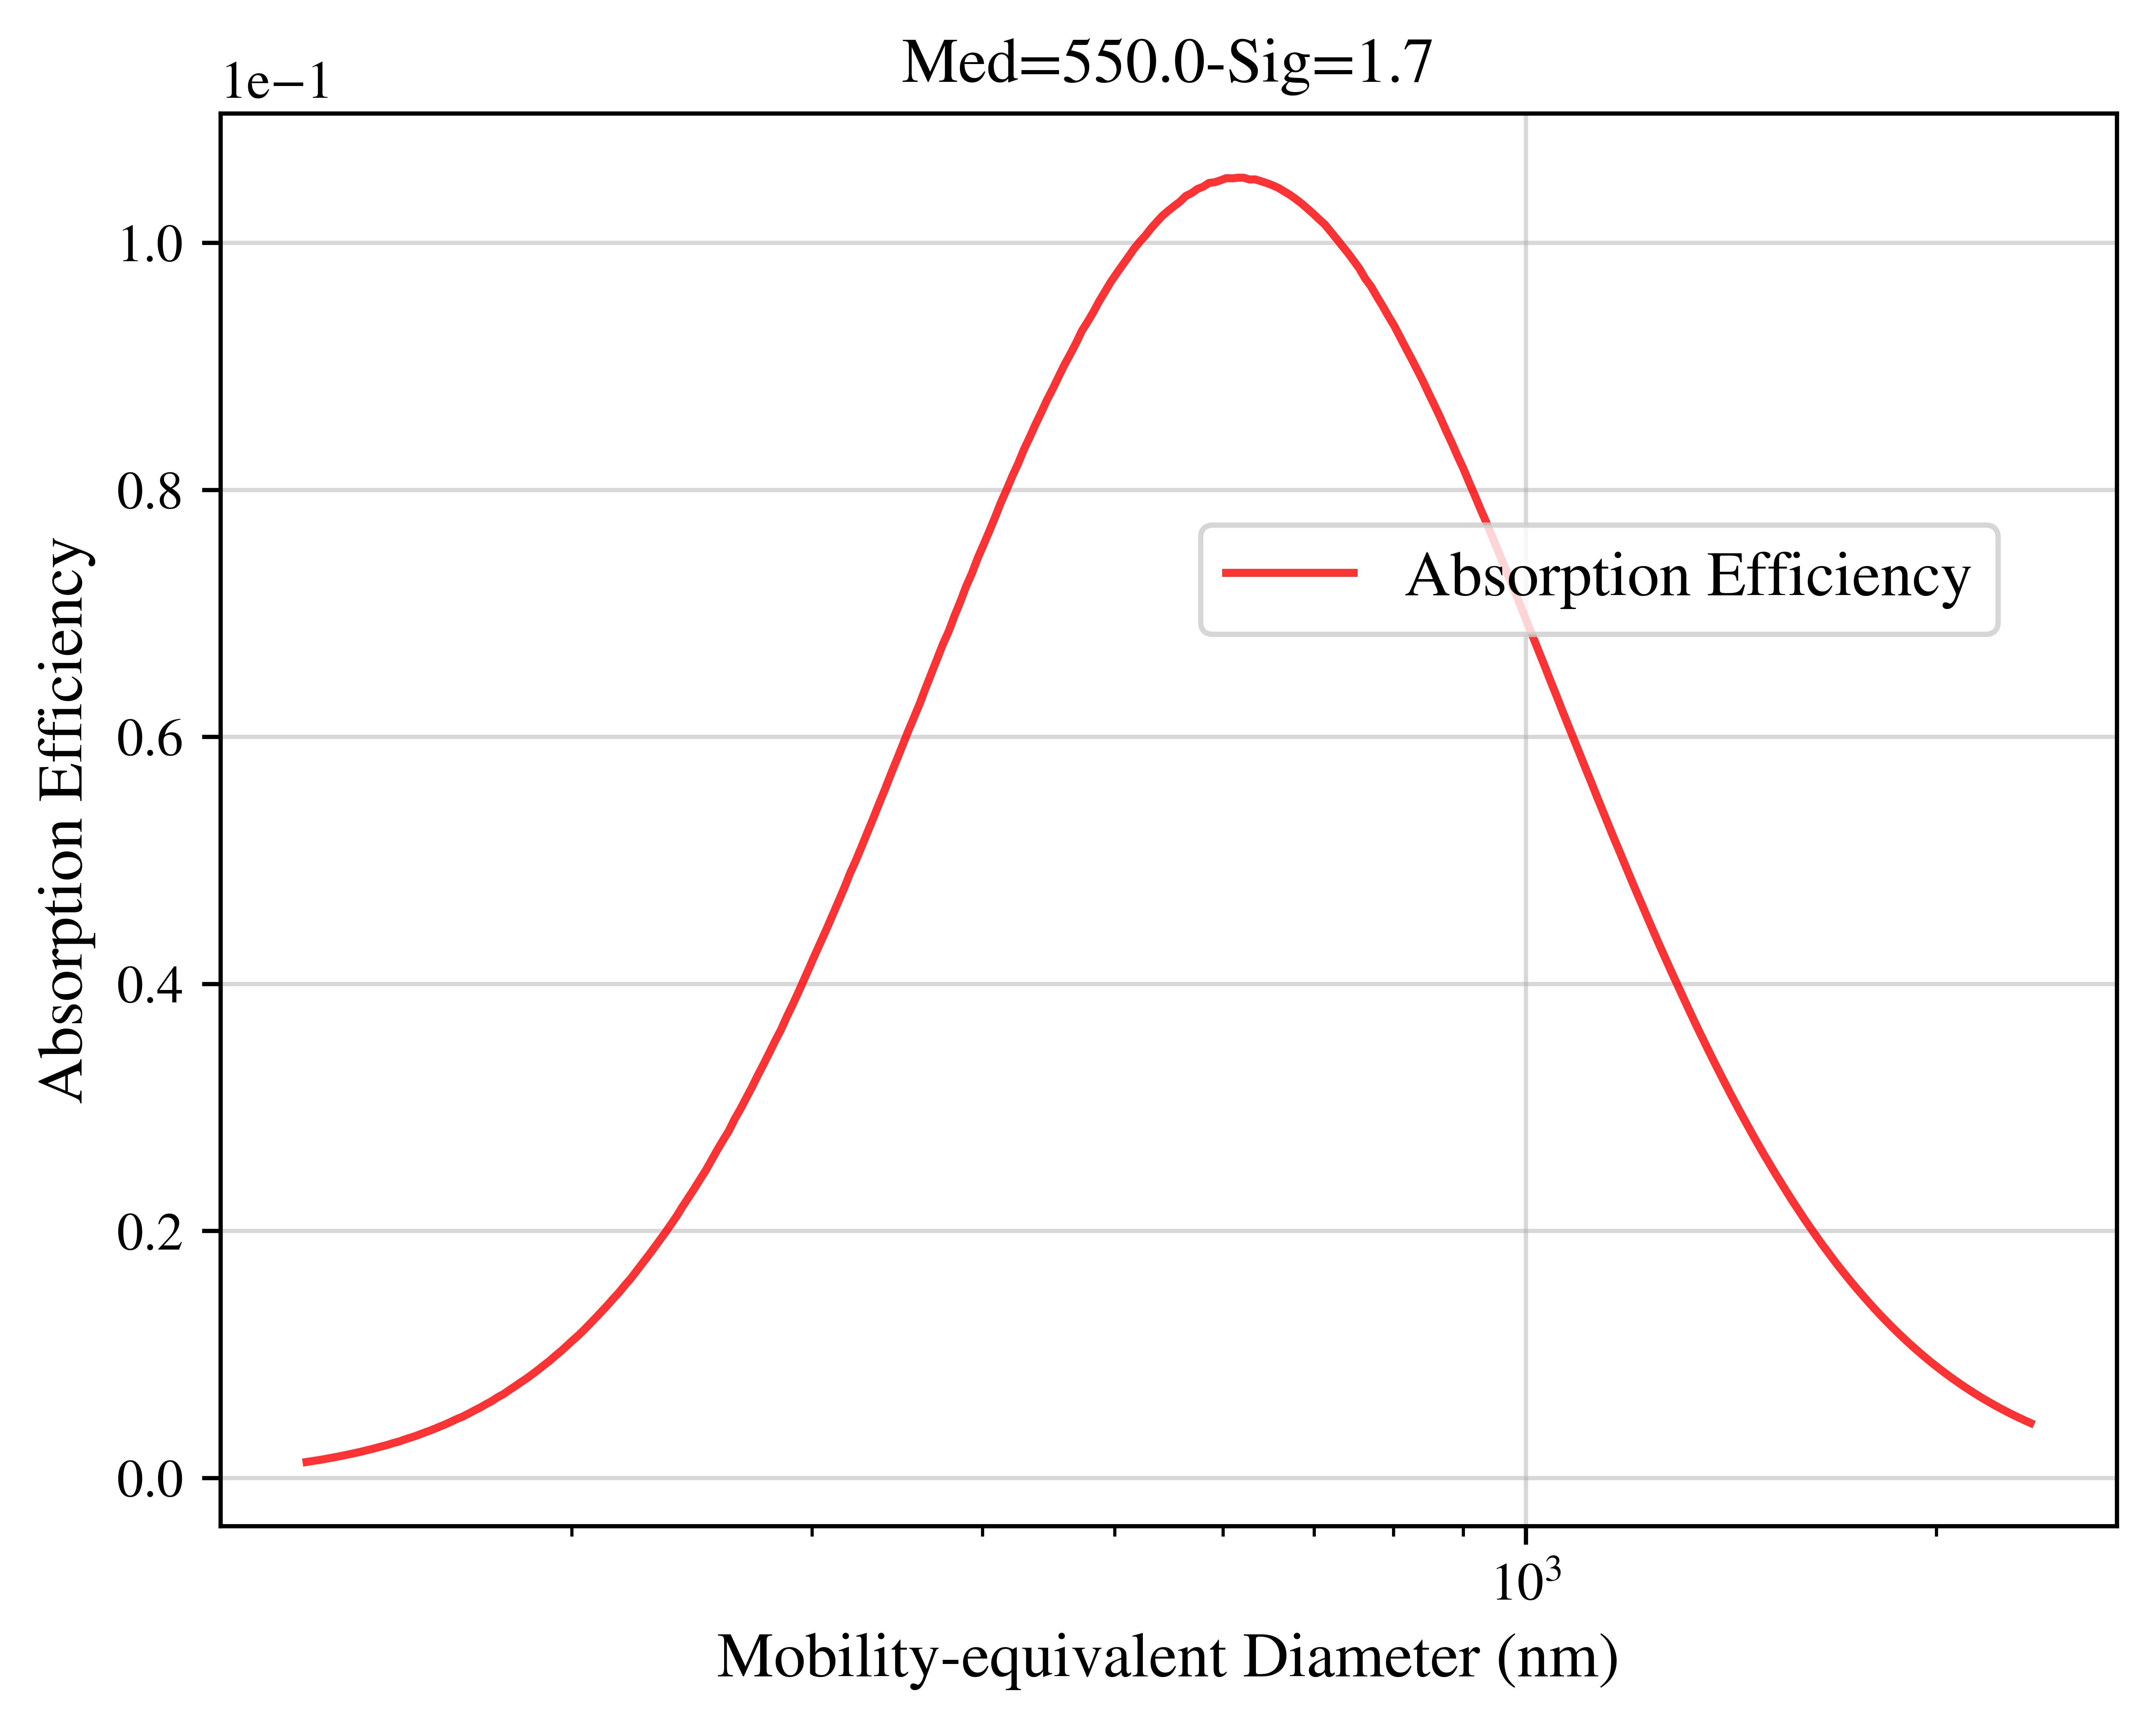 Med=550.0-Sig=1.7
1e−1
1.0
0.8
0.6
0.4
0.2
0.0
Absorption Efficiency
Absorption Efficiency
10³
Mobility-equivalent Diameter (nm)